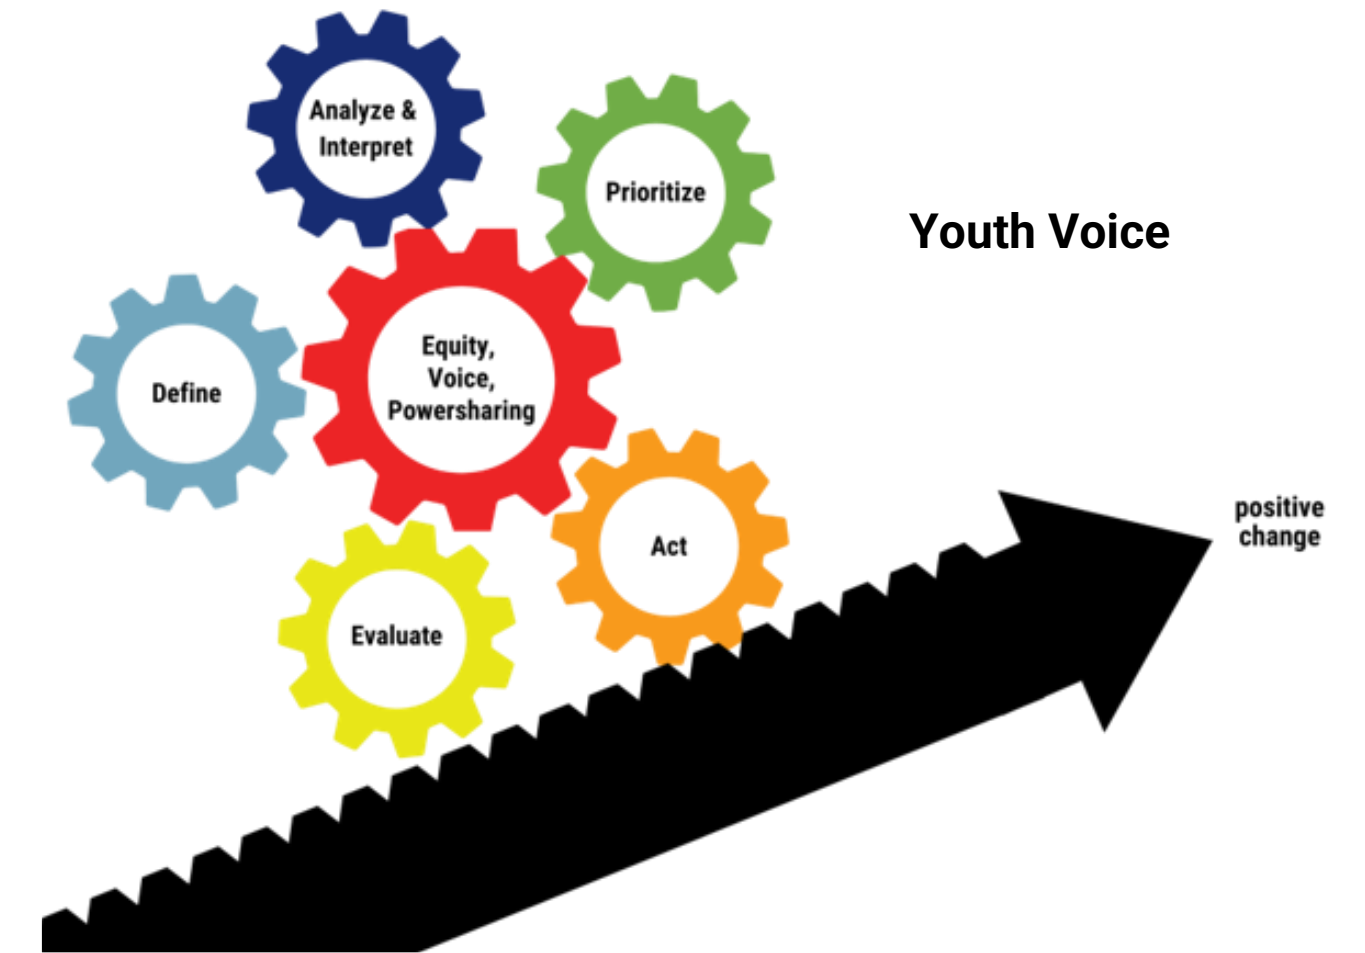 Analyze &
Interpret
Prioritize
Youth Voice
Equity,
Voice,
Powersharing
Define
Act
positive
change
Evaluate